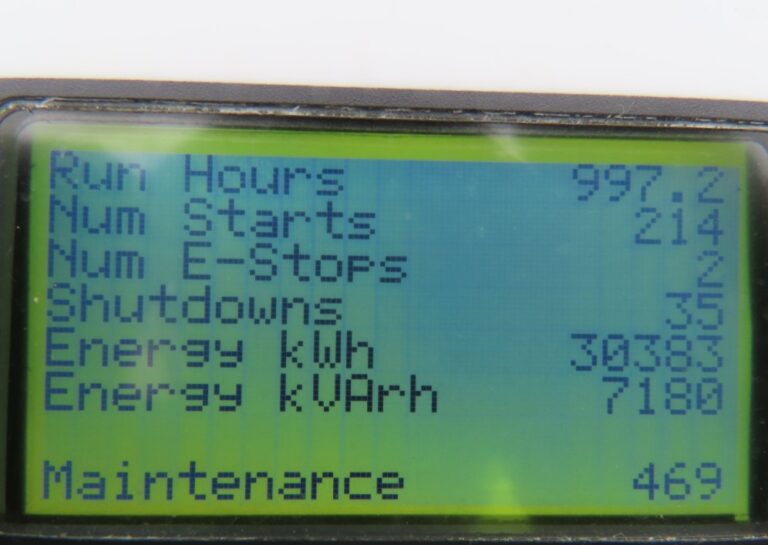 Run Hours 997.2
Num Starts 214
Num E-Stops 2
Shutdowns 35
Energy kWh 30383
Energy kVArh 7180
Maintenance 469